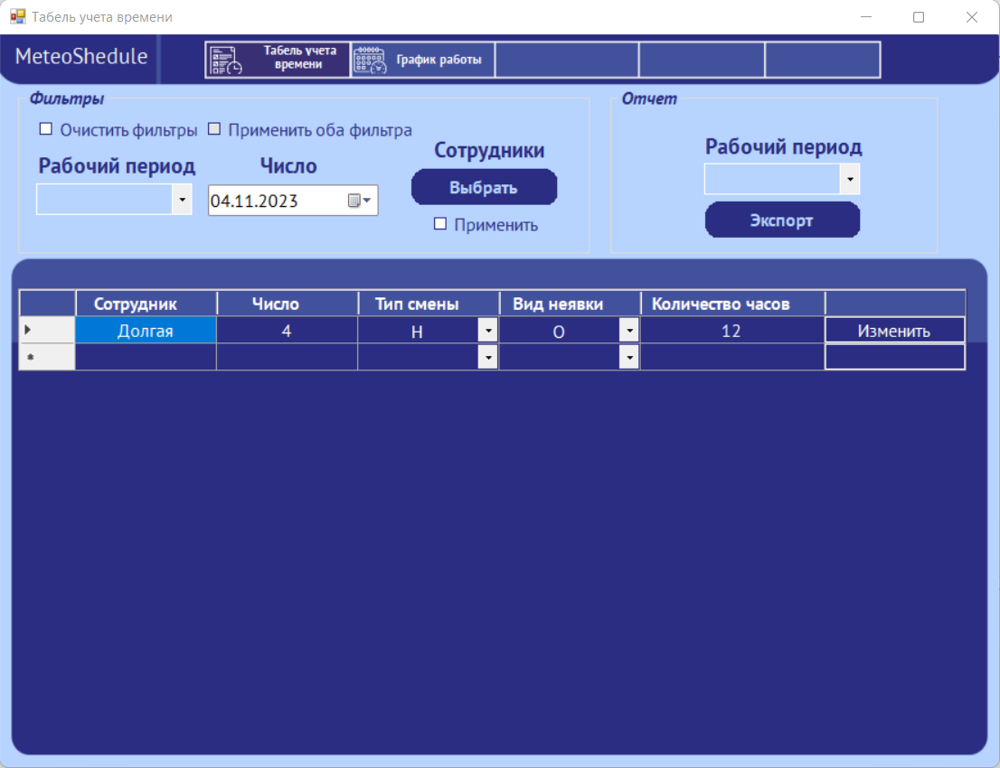 Табель учета времени
MeteoShedule
Табель учета
времени
График работы
Фильтры
Очистить фильтры
Применить оба фильтра
Рабочий период
Число
04.11.2023
Сотрудники
Выбрать
Применить
Отчет
Рабочий период
Экспорт
Сотрудник Число Тип смены Вид неявки Количество часов
Долгая 4 Н О 12 Изменить